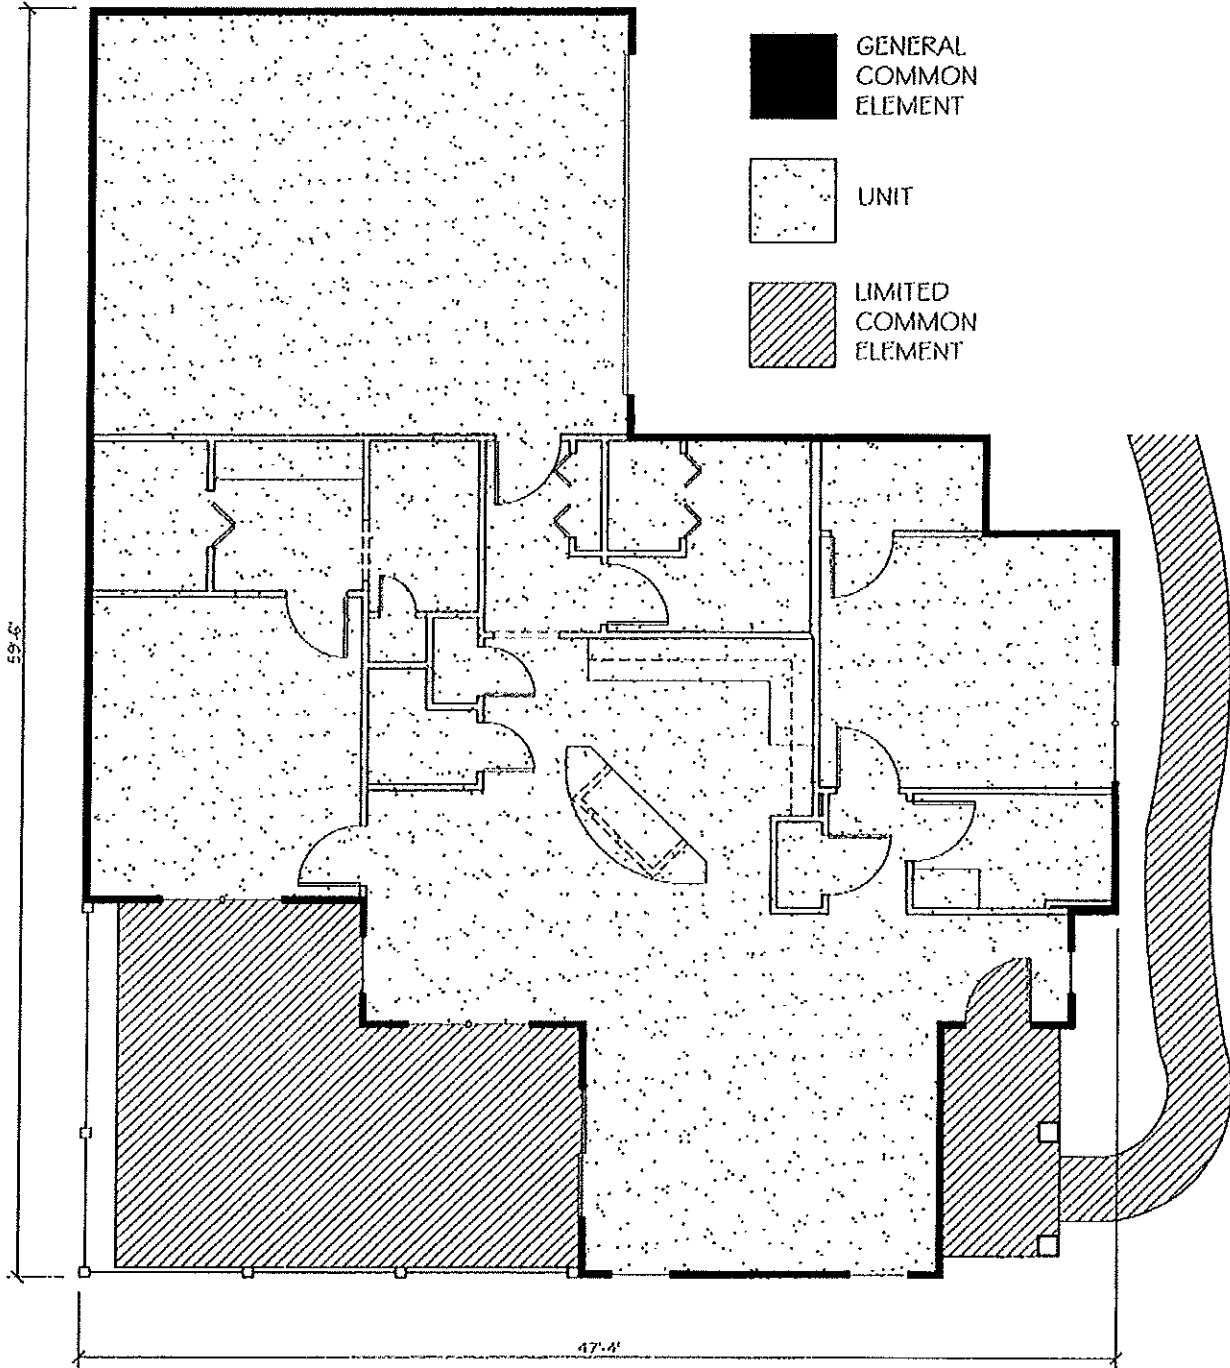 GENERAL
COMMON
ELEMENT
UNIT
LIMITED
COMMON
ELEMENT
59'-6"
47'-4"